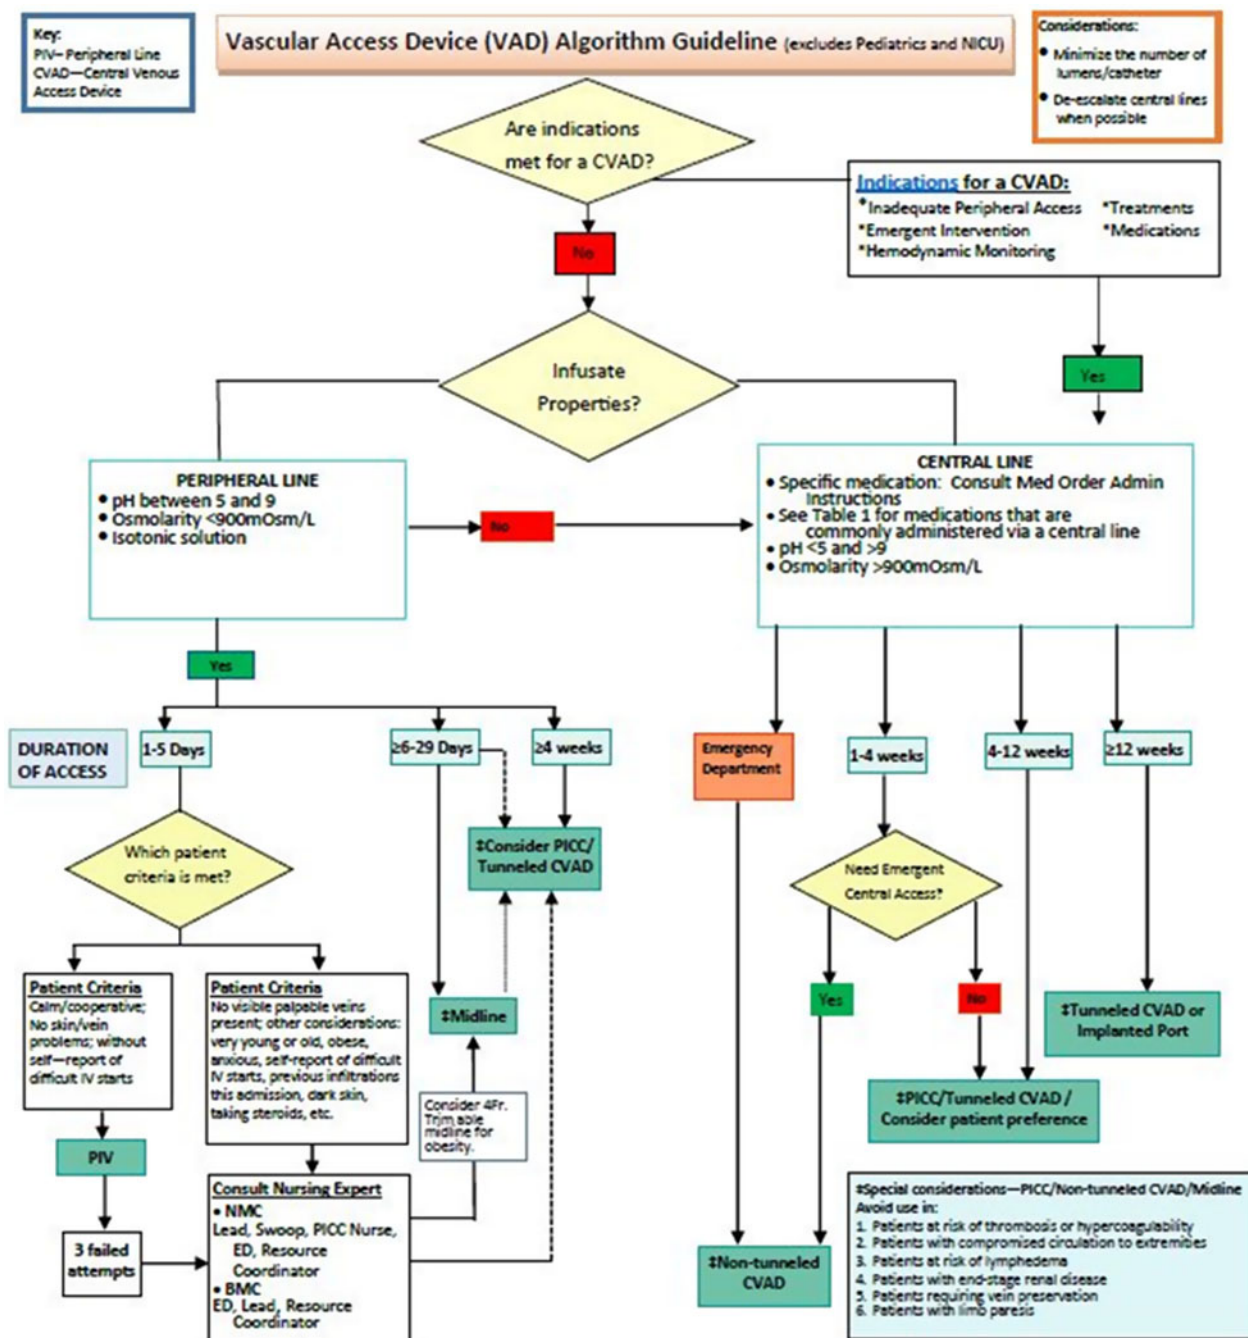 Key:
PIV–Peripheral Line
CVAD—Central Venous
Access Device
Vascular Access Device (VAD) Algorithm Guideline (excludes Pediatrics and NICU)
Considerations:
• Minimize the number of
lumens/catheter
• De-escalate central lines
when possible
Are indications
met for a CVAD?
Indications for a CVAD:
*Inadequate Peripheral Access *Treatments
*Emergent Intervention *Medications
*Hemodynamic Monitoring
No
Yes
Infusate
Properties?
PERIPHERAL LINE
• pH between 5 and 9
• Osmolarity <900mOsm/L
• Isotonic solution
No
CENTRAL LINE
• Specific medication: Consult Med Order Admin
Instructions
• See Table 1 for medications that are
commonly administered via a central line
• pH <5 and >9
• Osmolarity >900mOsm/L
Yes
DURATION
OF ACCESS
1-5 Days
≥6-29 Days
≥4 weeks
Emergency
Department
1-4 weeks
4-12 weeks
≥12 weeks
Which patient
criteria is met?
‡Consider PICC/
Tunneled CVAD
Need Emergent
Central Access?
Patient Criteria
Calm/cooperative;
No skin/vein
problems; without
self—report of
difficult IV starts
Patient Criteria
No visible palpable veins
present; other considerations:
very young or old, obese,
anxious, self-report of difficult
IV starts, previous infiltrations
this admission, dark skin,
taking steroids, etc.
‡Midline
Yes
No
‡Tunneled CVAD or
Implanted Port
Consider 4Fr.
Trim able
midline for
obesity.
‡PICC/Tunneled CVAD /
Consider patient preference
PIV
3 failed
attempts
Consult Nursing Expert
• NMC
Lead, Swoop, PICC Nurse,
ED, Resource
Coordinator
• BMC
ED, Lead, Resource
Coordinator
‡Non-tunneled
CVAD
‡Special considerations—PICC/Non-tunneled CVAD/Midline
Avoid use in:
1. Patients at risk of thrombosis or hypercoagulability
2. Patients with compromised circulation to extremities
3. Patients at risk of lymphedema
4. Patients with end-stage renal disease
5. Patients requiring vein preservation
6. Patients with limb paresis